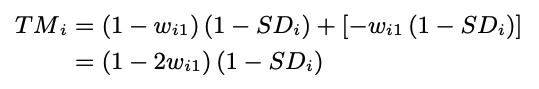 TM_i = (1 − w_{i1}) (1 − SD_i) + [−w_{i1} (1 − SD_i)]
= (1 − 2w_{i1}) (1 − SD_i)